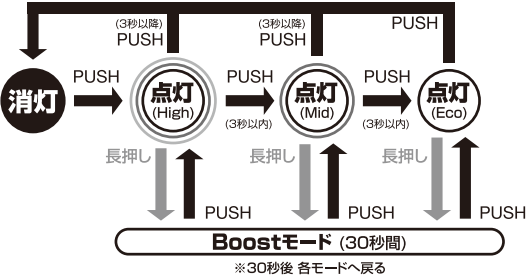 (3秒以降)
PUSH
(3秒以降)
PUSH
PUSH
消灯
PUSH
点灯
(High)
PUSH
(3秒以内)
点灯
(Mid)
PUSH
(3秒以内)
点灯
(Eco)
長押し
PUSH
長押し
PUSH
長押し
PUSH
Boostモード (30秒間)
※30秒後 各モードへ戻る